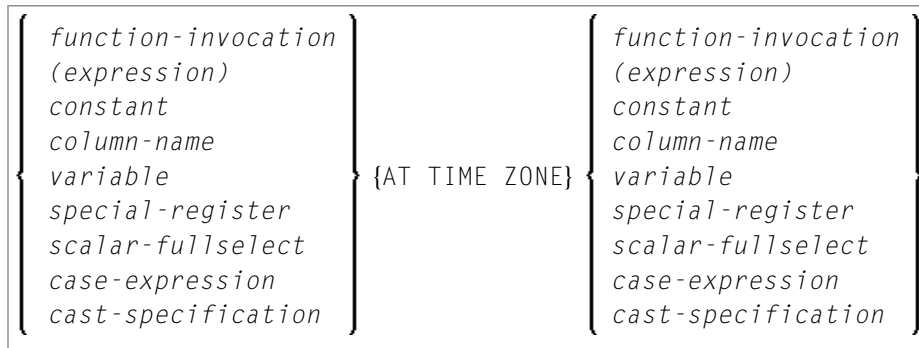 function-invocation function-invocation
(expression) (expression)
constant constant
column-name column-name
variable {AT TIME ZONE} variable
special-register special-register
scalar-fullselect scalar-fullselect
case-expression case-expression
cast-specification cast-specification